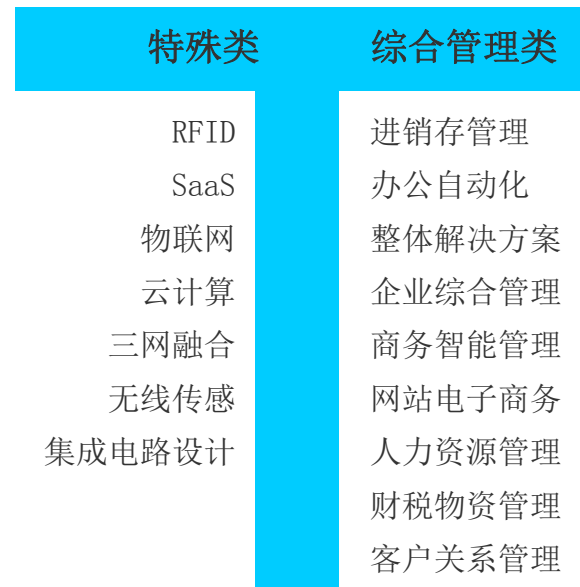 特殊类
RFID
SaaS
物联网
云计算
三网融合
无线传感
集成电路设计
综合管理类
进销存管理
办公自动化
整体解决方案
企业综合管理
商务智能管理
网站电子商务
人力资源管理
财税物资管理
客户关系管理